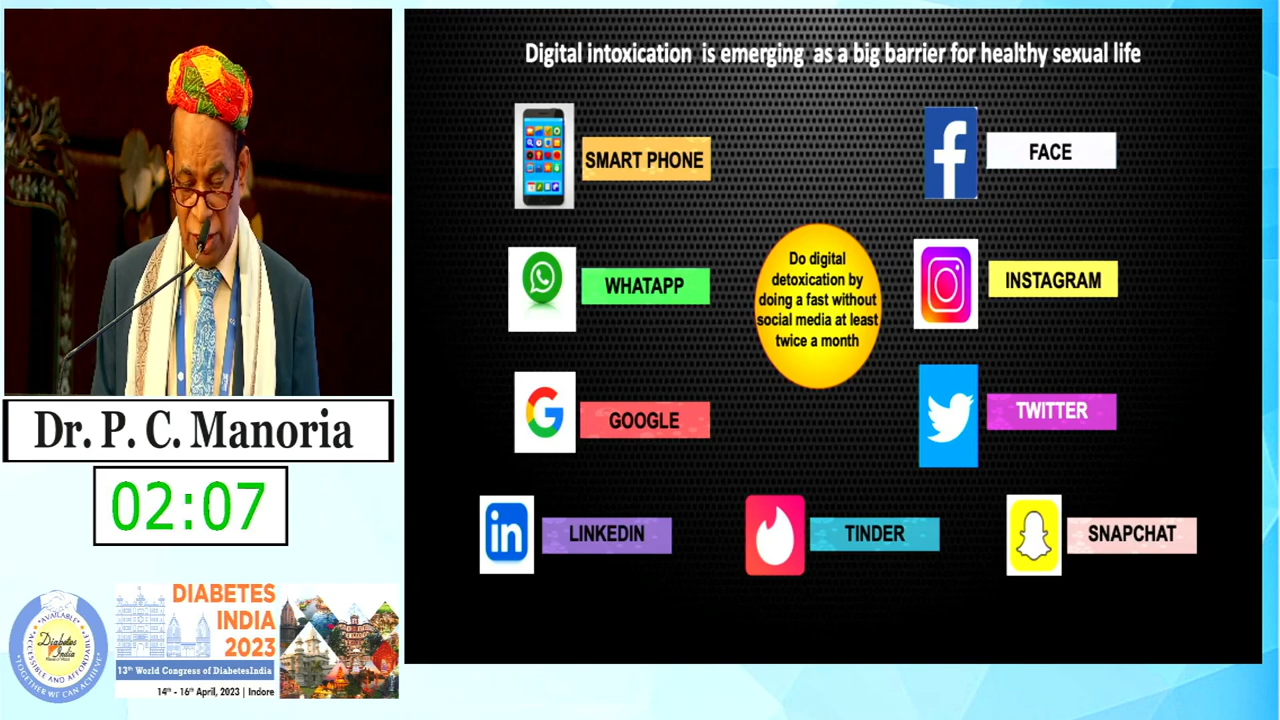 Digital intoxication is emerging as a big barrier for healthy sexual life
SMART PHONE
FACE
WHATAPP
INSTAGRAM
Do digital
detoxication by
doing a fast without
social media at least
twice a month
GOOGLE
TWITTER
LINKEDIN
TINDER
SNAPCHAT
Dr. P. C. Manoria
02:07
AVAILABLE
ACCESSIBLE AND AFFORDABLE
Diabetes
India
TOGETHER WE CAN ACHIEVE
DIABETES
INDIA
2023
13th World Congress of DiabetesIndia
14th - 16th April, 2023 | Indore